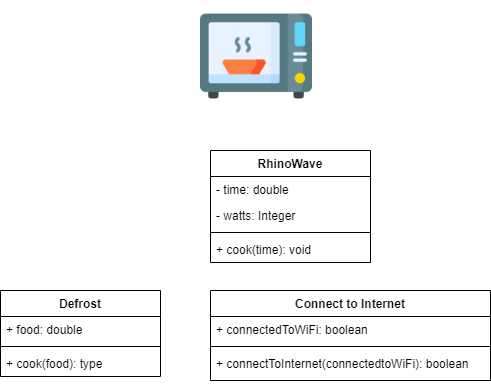 RhinoWave
- time: double
- watts: Integer
+ cook(time): void
Defrost
+ food: double
+ cook(food): type
Connect to Internet
+ connectedToWiFi: boolean
+ connectToInternet(connectedtoWiFi): boolean